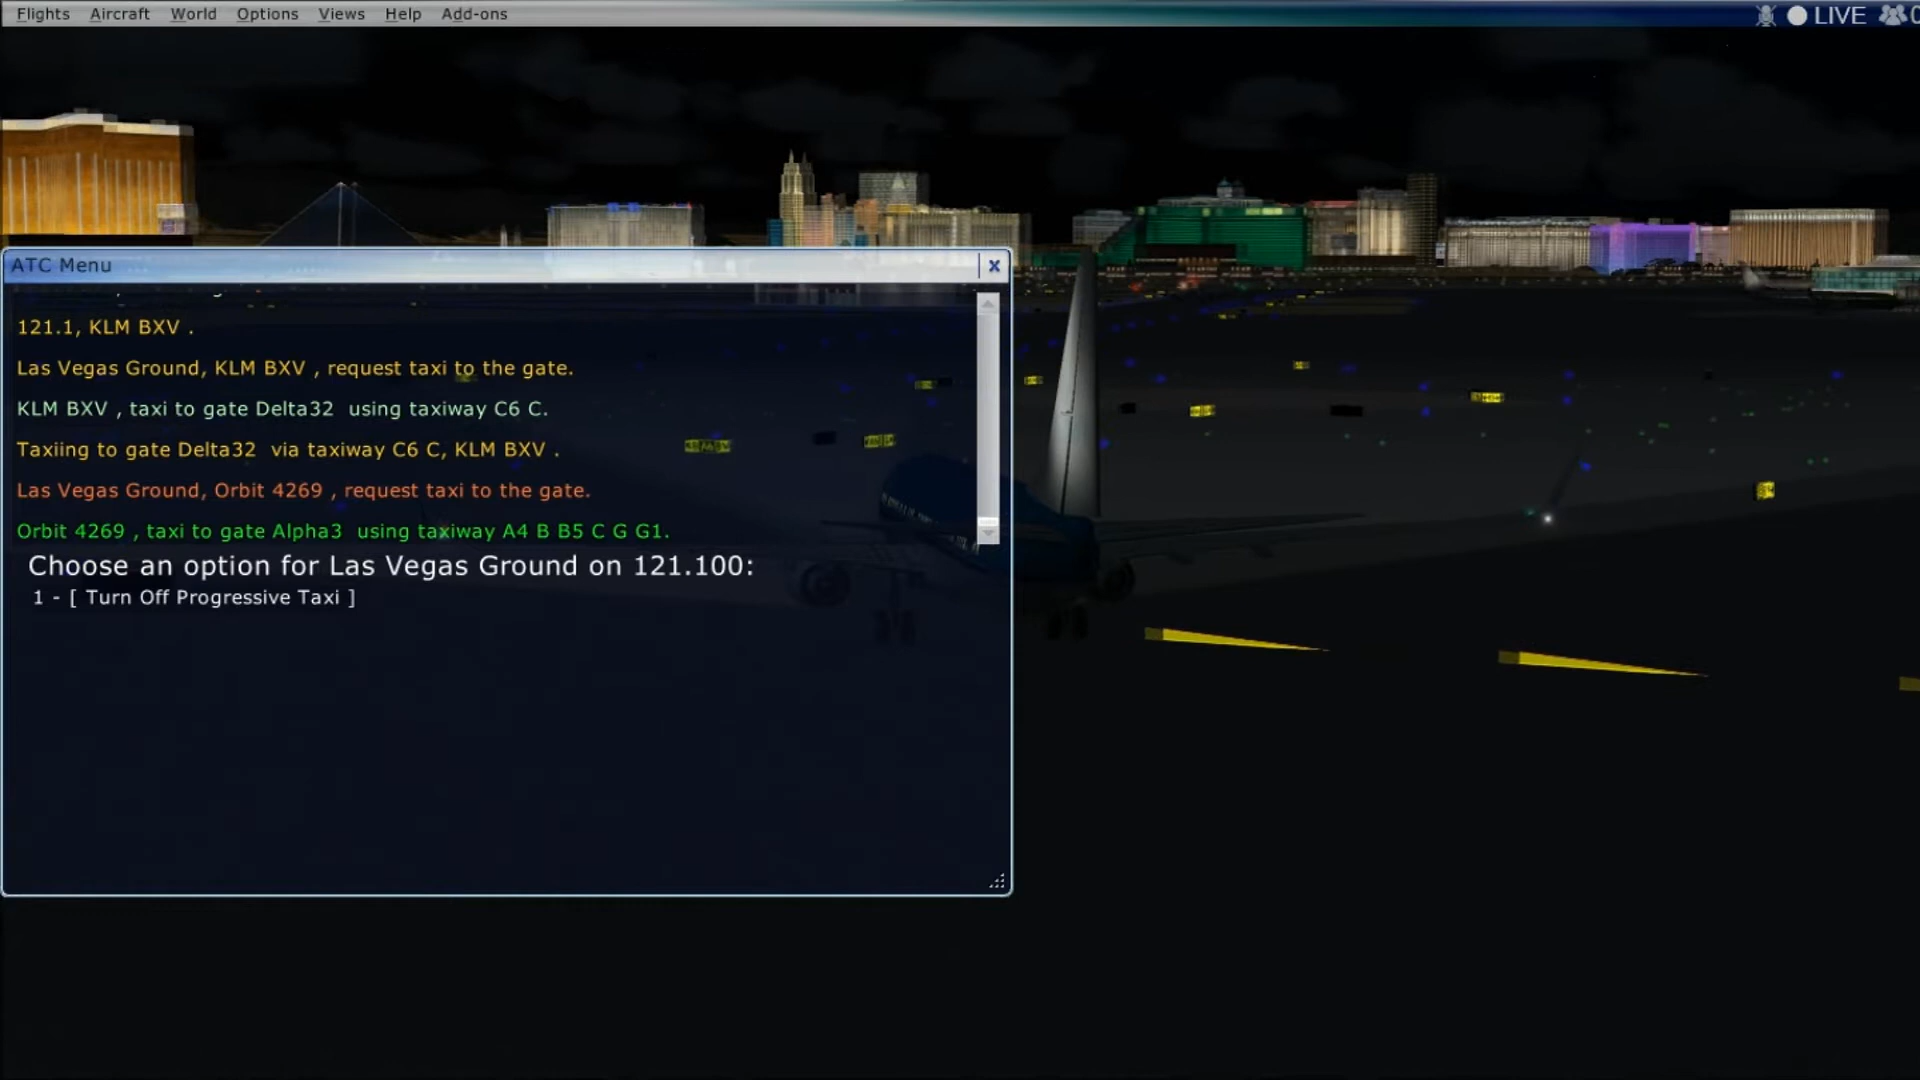 Flights Aircraft World Options Views Help Add-ons
LIVE
ATC Menu
121.1, KLM BXV .
Las Vegas Ground, KLM BXV , request taxi to the gate.
KLM BXV , taxi to gate Delta32 using taxiway C6 C.
Taxiing to gate Delta32 via taxiway C6 C, KLM BXV .
Las Vegas Ground, Orbit 4269 , request taxi to the gate.
Orbit 4269 , taxi to gate Alpha3 using taxiway A4 B B5 C G G1.
Choose an option for Las Vegas Ground on 121.100:
1 - [ Turn Off Progressive Taxi ]